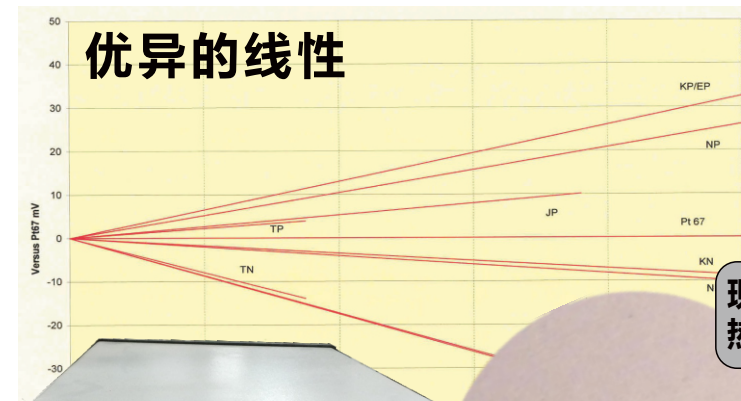 优异的线性
50
40
30
20
10
0
-10
-20
-30
Versus Pt67 mV
KP/EP
NP
JP
TP
Pt 67
KN
TN